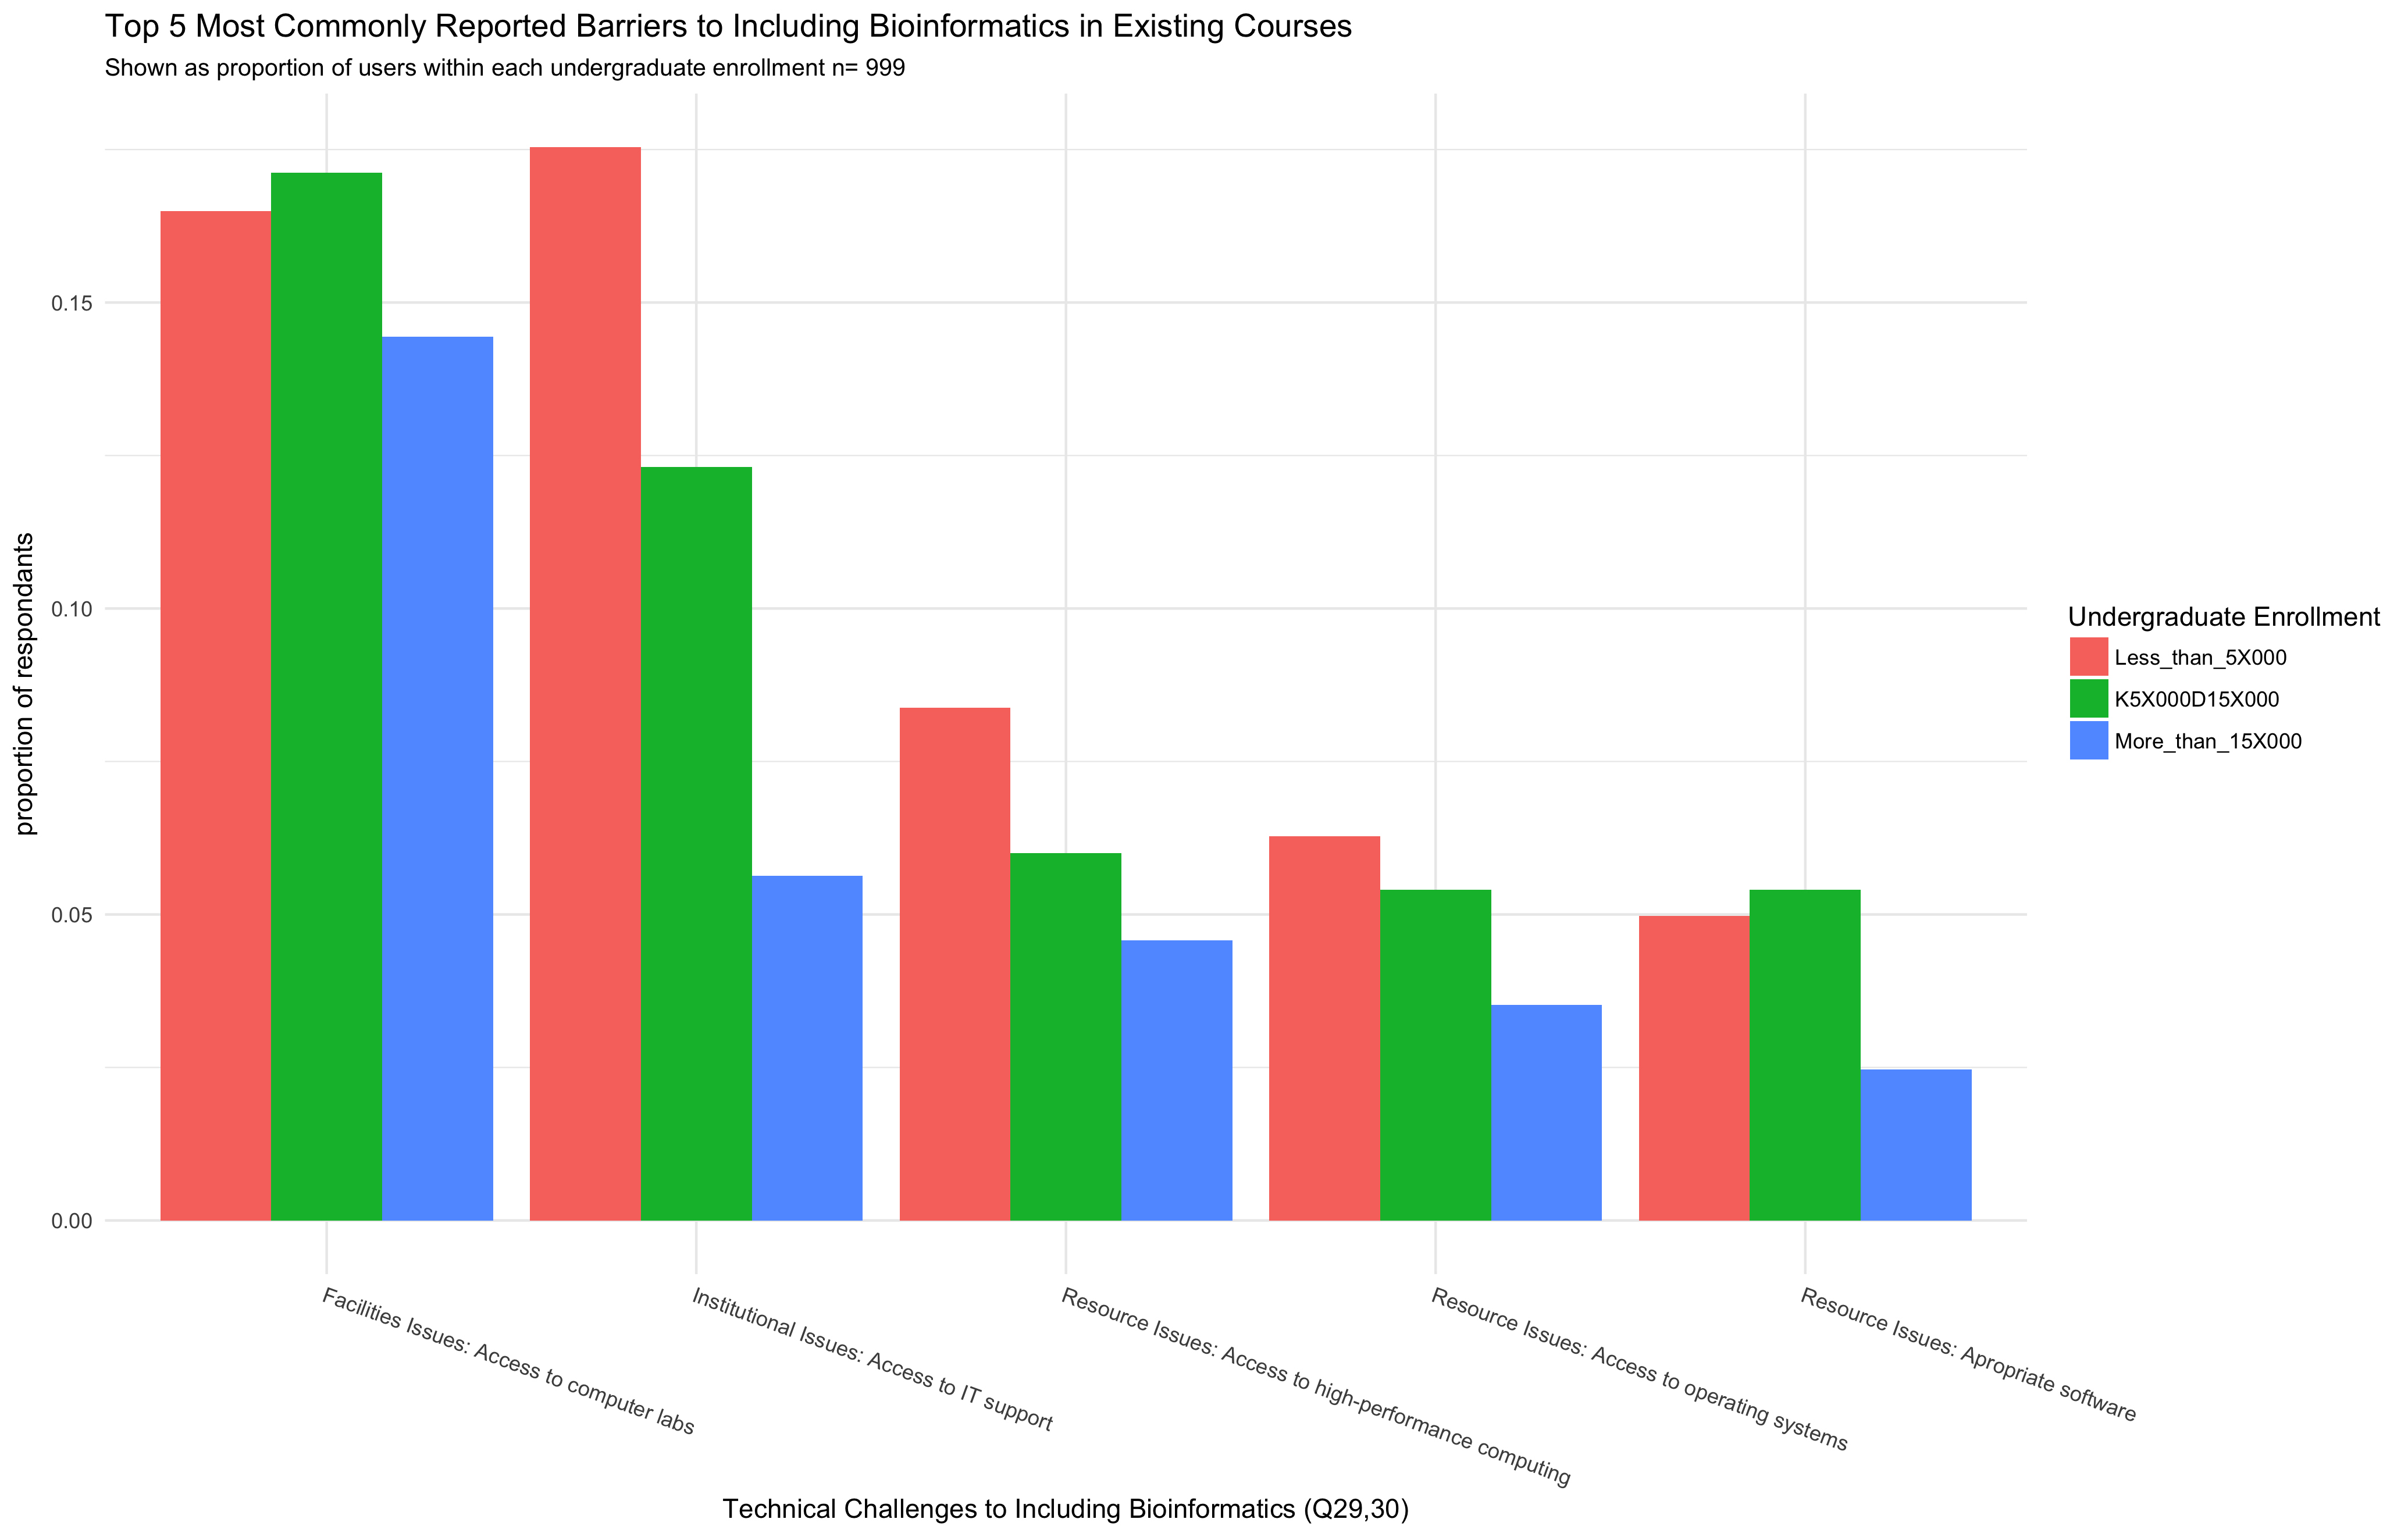 Top 5 Most Commonly Reported Barriers to Including Bioinformatics in Existing Courses
Shown as proportion of users within each undergraduate enrollment n= 999
proportion of respondants
0.15
0.10
0.05
0.00
Facilities Issues: Access to computer labs
Institutional Issues: Access to IT support
Resource Issues: Access to high-performance computing
Resource Issues: Access to operating systems
Resource Issues: Apropriate software
Technical Challenges to Including Bioinformatics (Q29,30)
Undergraduate Enrollment
Less_than_5X000
K5X000D15X000
More_than_15X000